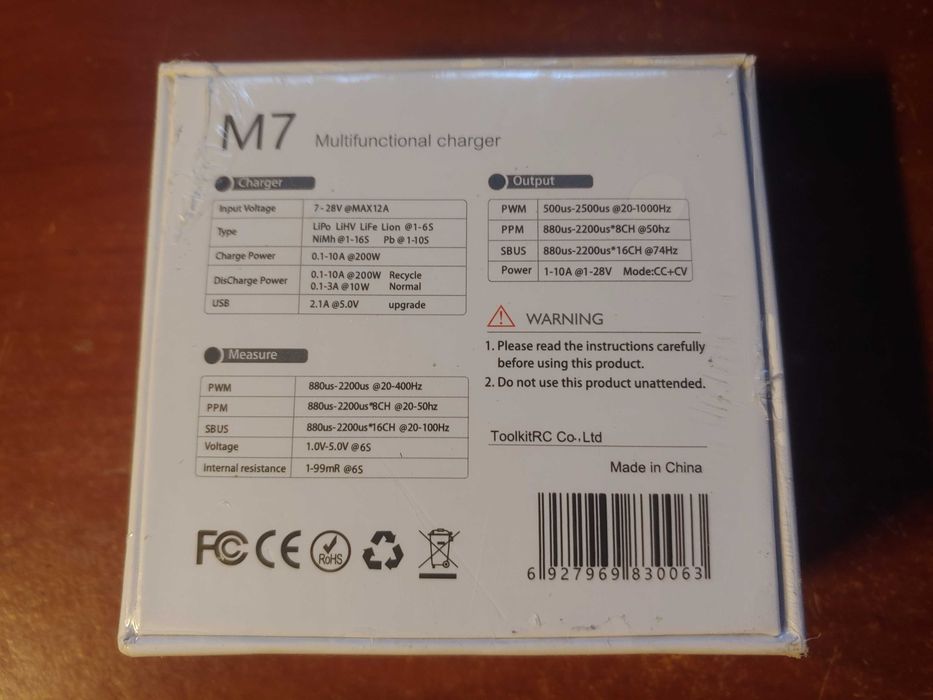 M7 Multifunctional charger
Charger
Input Voltage 7-28V @MAX12A
Type LiPo LiHV LiFe Lion @1-6S
NiMh @1-16S Pb @1-10S
Charge Power 0.1-10A @200W
DisCharge Power 0.1-10A @200W Recycle
0.1-3A @10W Normal
USB 2.1A @5.0V upgrade
Measure
PWM 880us-2200us @20-400Hz
PPM 880us-2200us*8CH @20-50hz
SBUS 880us-2200us*16CH @20-100Hz
Voltage 1.0V-5.0V @6S
Internal resistance 1-99mR @6S
Output
PWM 500us-2500us @20-1000Hz
PPM 880us-2200us*8CH @50hz
SBUS 880us-2200us*16CH @74Hz
Power 1-10A @1-28V Mode:CC+CV
WARNING
1. Please read the instructions carefully
before using this product.
2. Do not use this product unattended.
ToolkitRC Co.,Ltd
Made in China
FC CE RoHS
6 927969 830063